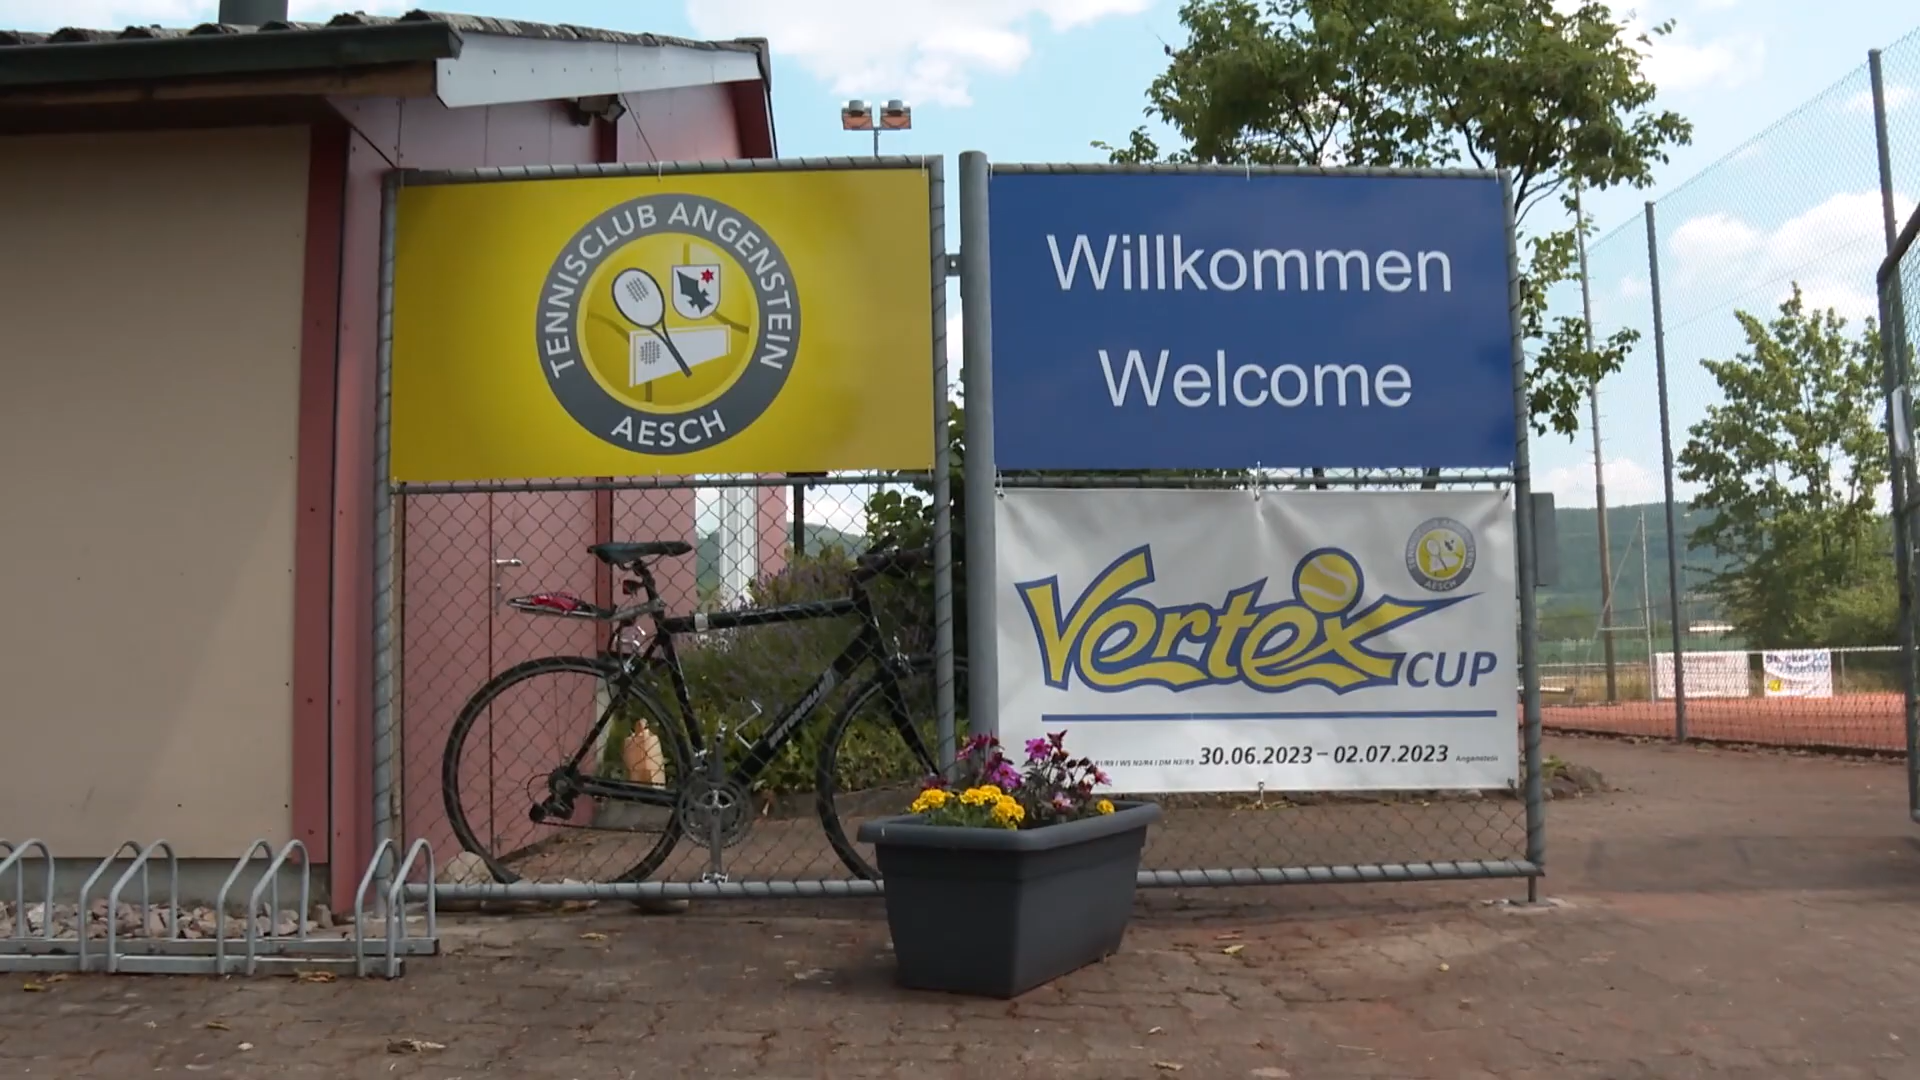 TENNISCLUB ANGENSTEIN
AESCH
Willkommen
Welcome
Vertex CUP
30.06.2023 – 02.07.2023